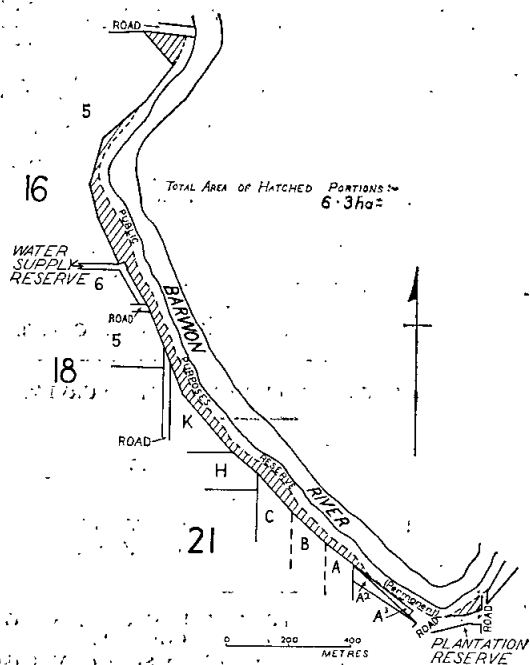 ROAD
5
16
TOTAL AREA OF HATCHED PORTIONS:~
6·3ha±
PUBLIC
WATER
SUPPLY
RESERVE
6
BARWON
ROAD
5
18
PURPOSES
K
ROAD
H
RESERVE
RIVER
C
21
B
A
(Permanent)
A²
A³
ROAD
ROAD
0 200 400
METRES
PLANTATION
RESERVE